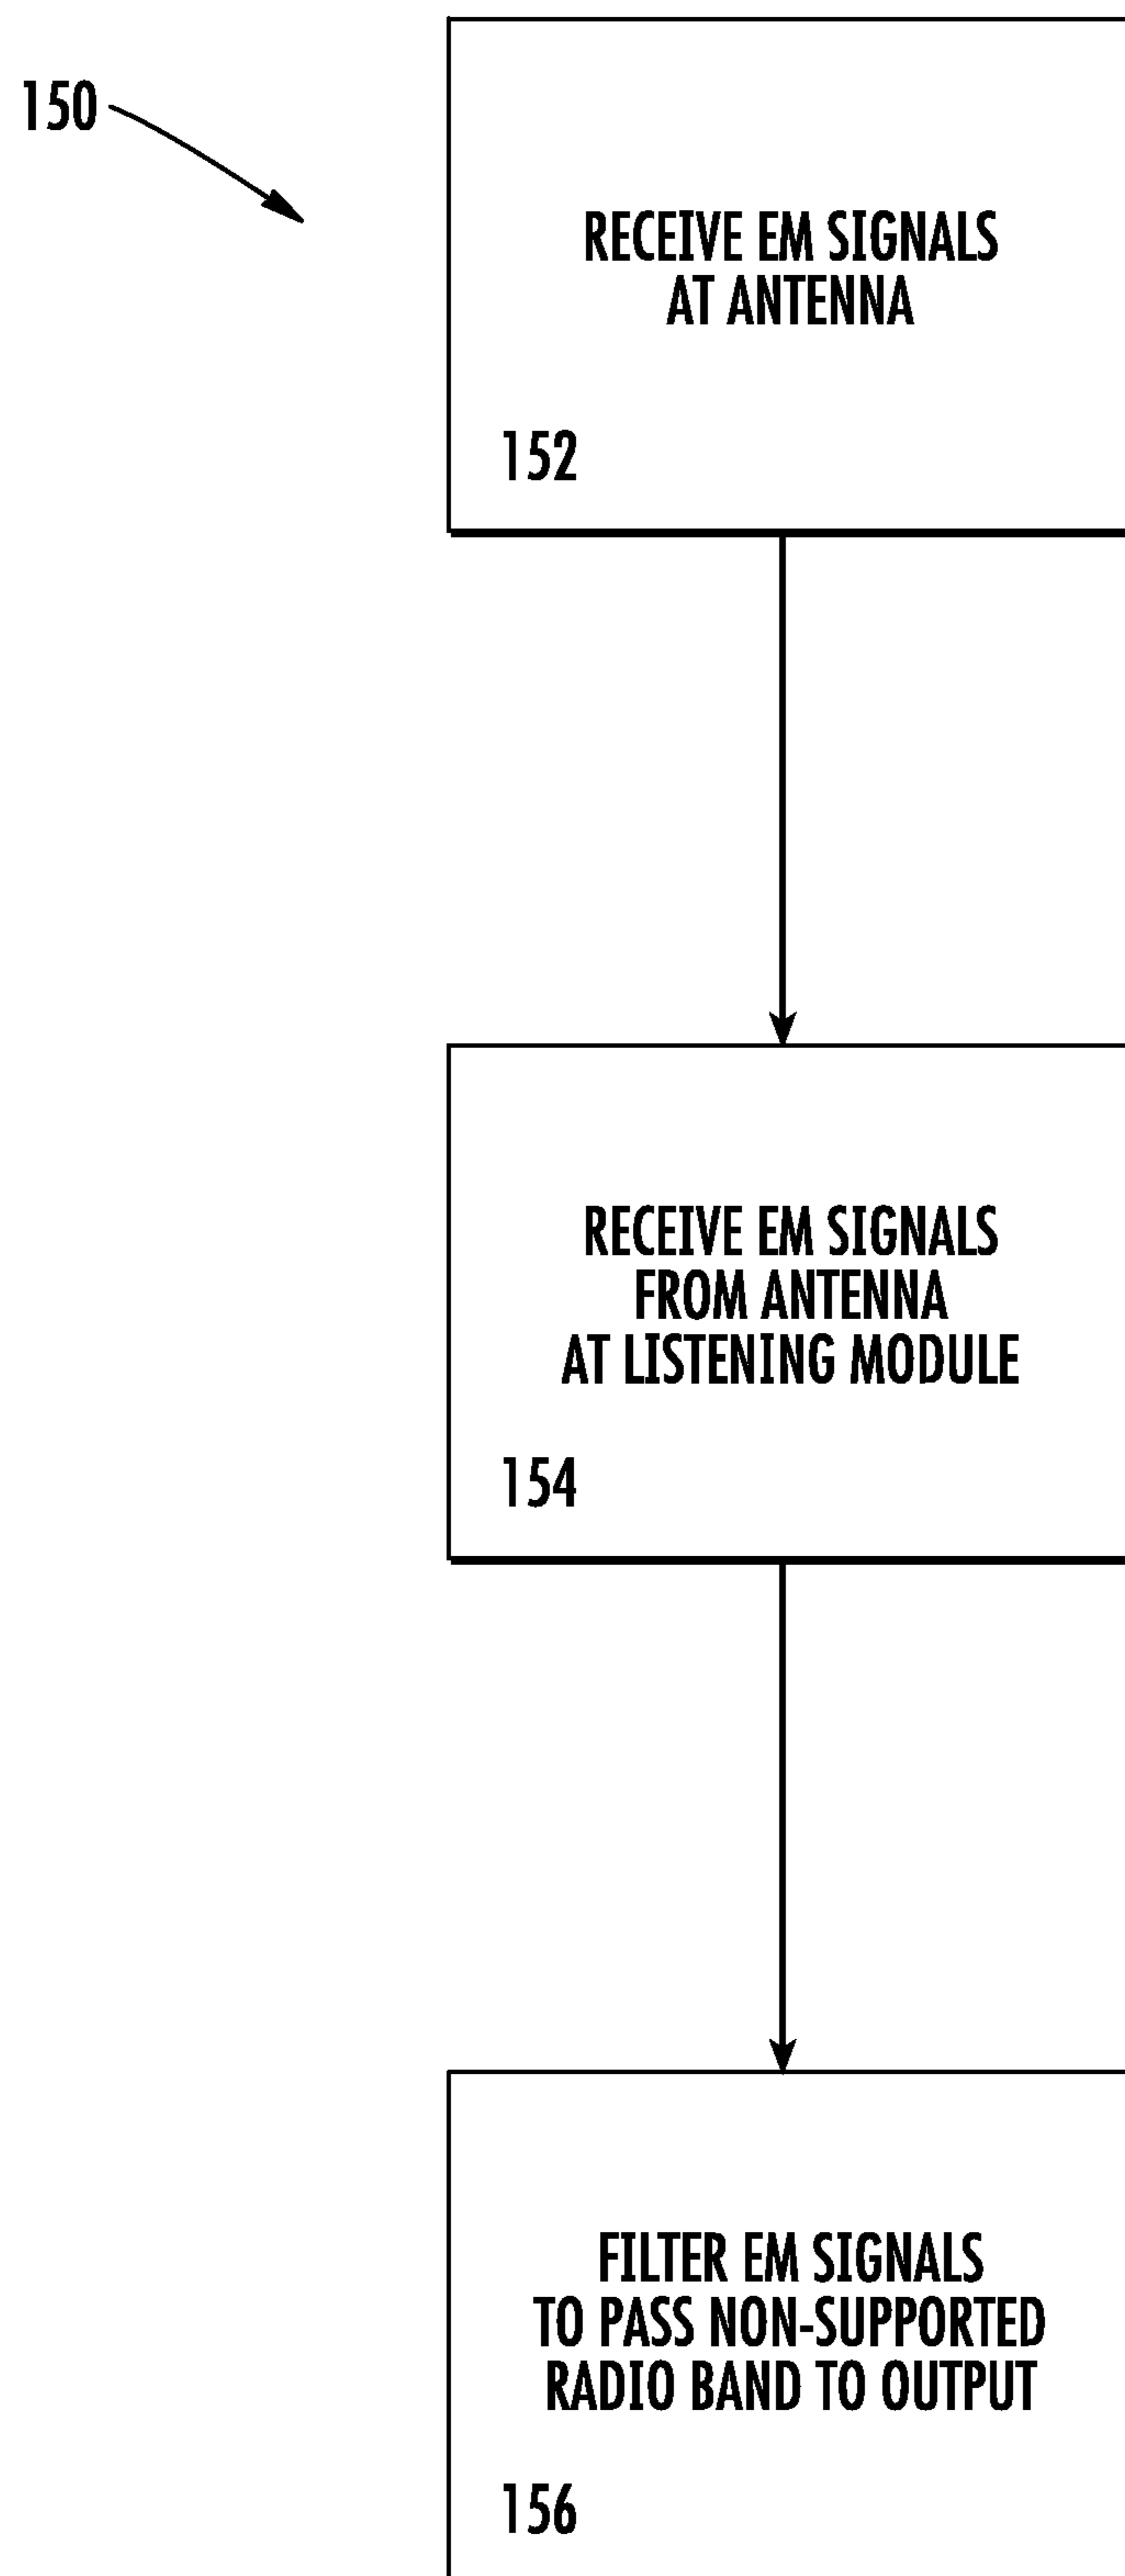 150
RECEIVE EM SIGNALS
AT ANTENNA
152
RECEIVE EM SIGNALS
FROM ANTENNA
AT LISTENING MODULE
154
FILTER EM SIGNALS
TO PASS NON-SUPPORTED
RADIO BAND TO OUTPUT
156